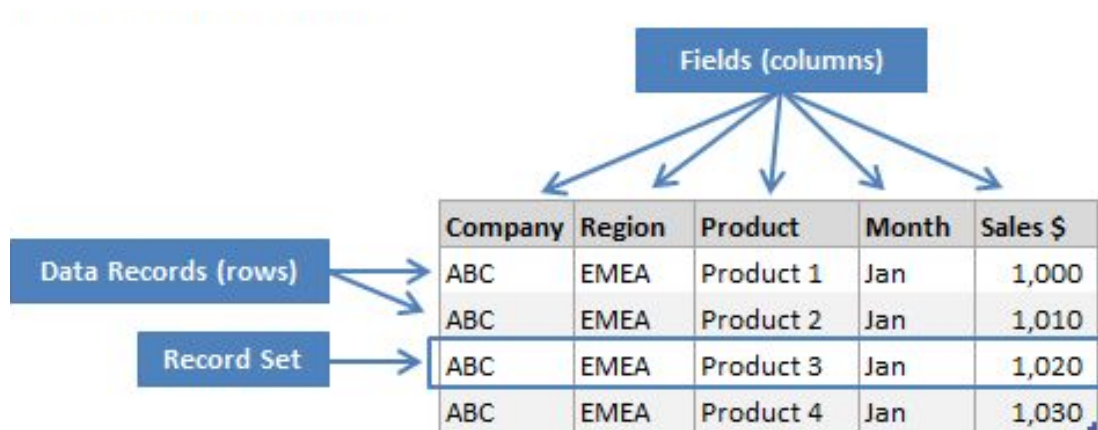 Fields (columns)
Company Region Product Month Sales $
Data Records (rows)
ABC EMEA Product 1 Jan 1,000
ABC EMEA Product 2 Jan 1,010
Record Set
ABC EMEA Product 3 Jan 1,020
ABC EMEA Product 4 Jan 1,030